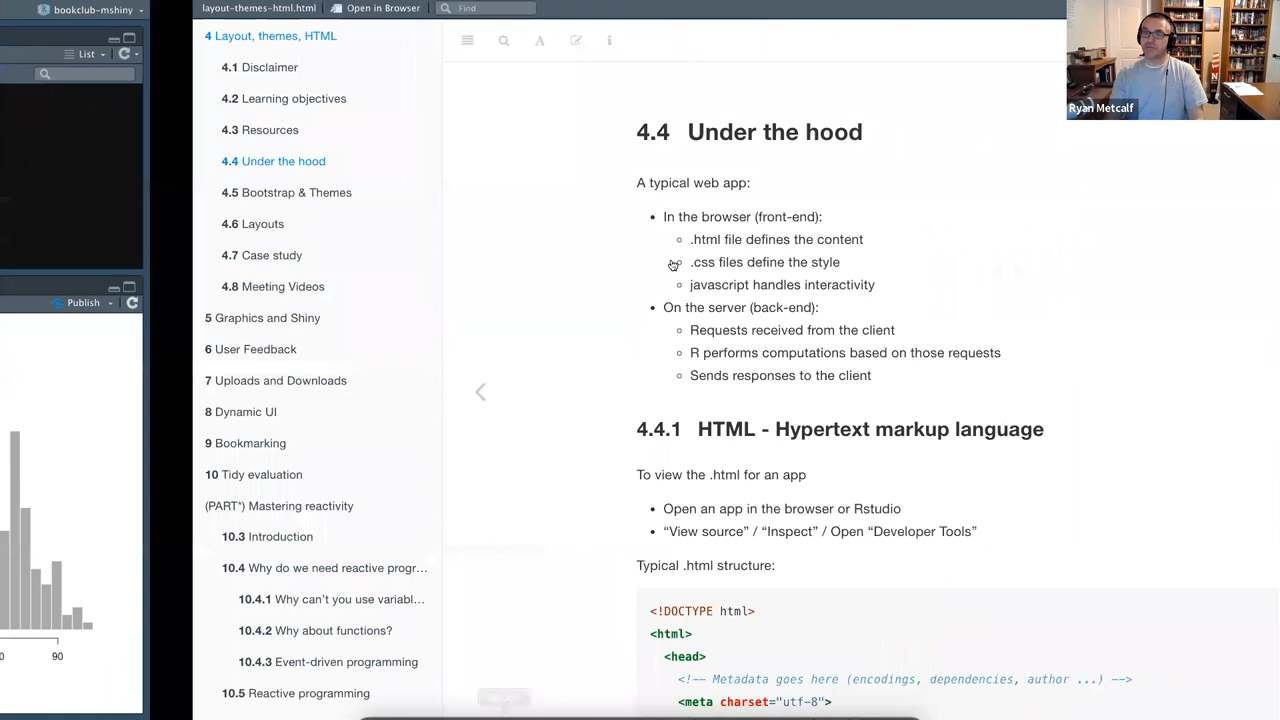 bookclub-mshiny
List
Publish
0
90
layout-themes-html.html
Open in Browser
Find
4 Layout, themes, HTML
4.1 Disclaimer
4.2 Learning objectives
4.3 Resources
4.4 Under the hood
4.5 Bootstrap & Themes
4.6 Layouts
4.7 Case study
4.8 Meeting Videos
5 Graphics and Shiny
6 User Feedback
7 Uploads and Downloads
8 Dynamic UI
9 Bookmarking
10 Tidy evaluation
(PART*) Mastering reactivity
10.3 Introduction
10.4 Why do we need reactive progr…
10.4.1 Why can’t you use variabl…
10.4.2 Why about functions?
10.4.3 Event-driven programming
10.5 Reactive programming
4.4 Under the hood
A typical web app:
• In the browser (front-end):
◦ .html file defines the content
◦ .css files define the style
◦ javascript handles interactivity
• On the server (back-end):
◦ Requests received from the client
◦ R performs computations based on those requests
◦ Sends responses to the client
4.4.1 HTML - Hypertext markup language
To view the .html for an app
• Open an app in the browser or Rstudio
• “View source” / “Inspect” / Open “Developer Tools”
Typical .html structure:
<!DOCTYPE html>
<html>
<head>
<!-- Metadata goes here (encodings, dependencies, author ...) -->
<meta charset="utf-8">
Ryan Metcalf